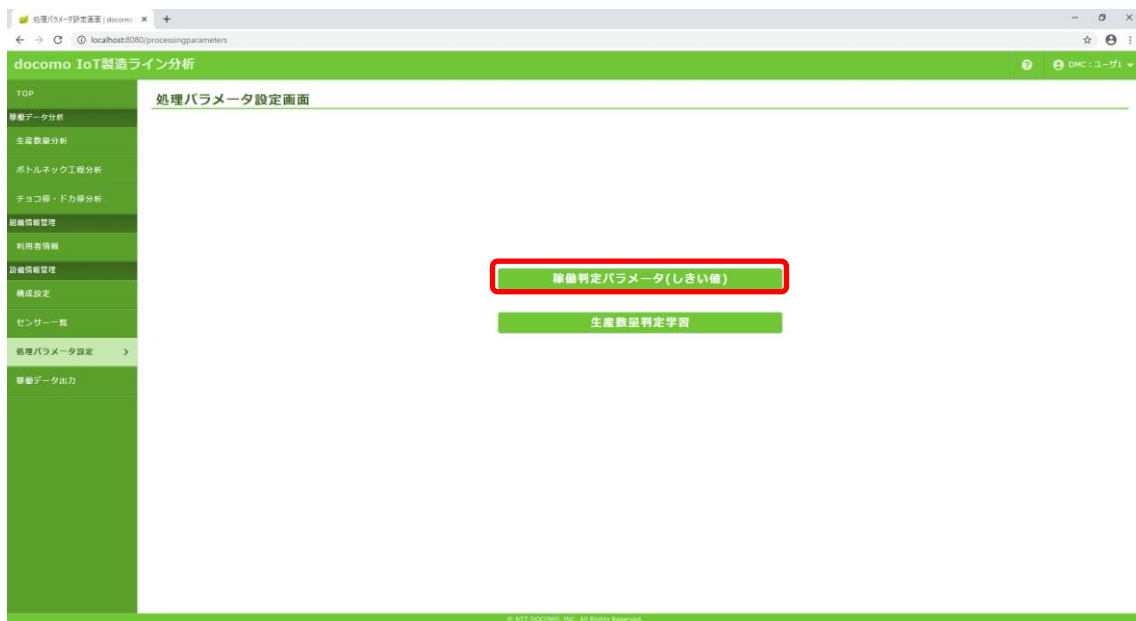 処理パラメータ設定画面 | docomo
localhost:8080/processingparameters
docomo IoT製造ライン分析
DMC : ユーザ1
TOP
処理パラメータ設定画面
稼働データ分析
生産数量分析
ボトルネック工程分析
チョコ停・ドカ停分析
組織情報管理
利用者情報
設備情報管理
構成設定
センサー一覧
処理パラメータ設定
稼働データ出力
稼働判定パラメータ(しきい値)
生産数量判定学習
© NTT DOCOMO, INC. All Rights Reserved.